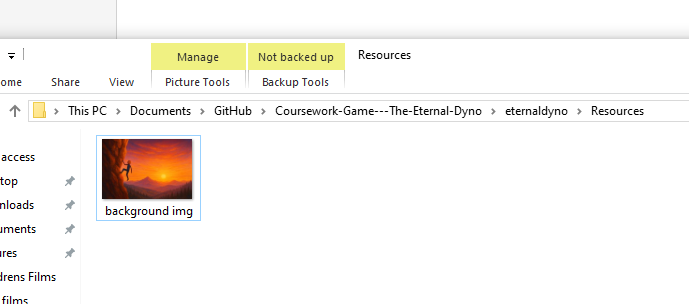 Manage Not backed up Resources
ome Share View Picture Tools Backup Tools
This PC Documents GitHub Coursework-Game---The-Eternal-Dyno eternaldyno Resources
access
top
nloads
uments
ures
drens Films
films
background img